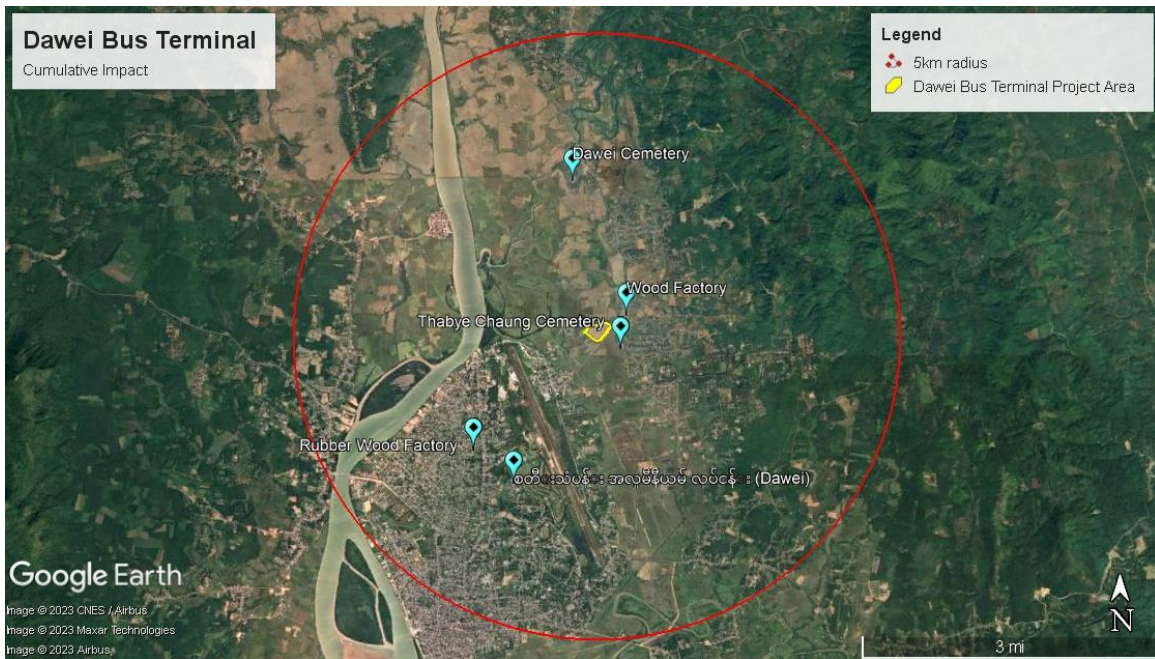 Dawei Bus Terminal
Cumulative Impact
Legend
5km radius
Dawei Bus Terminal Project Area
Dawei Cemetery
Wood Factory
Thabye Chaung Cemetery
Rubber Wood Factory
(Dawei)
Google Earth
Image © 2023 CNES / Airbus
Image © 2023 Maxar Technologies
Image © 2023 Airbus
N
3 mi